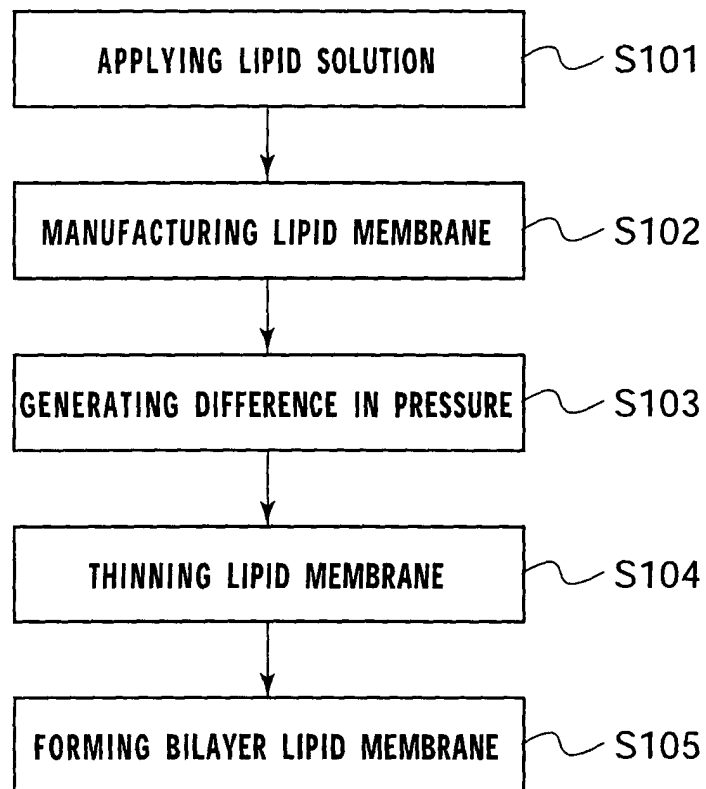 APPLYING LIPID SOLUTION S101
MANUFACTURING LIPID MEMBRANE S102
GENERATING DIFFERENCE IN PRESSURE S103
THINNING LIPID MEMBRANE S104
FORMING BILAYER LIPID MEMBRANE S105